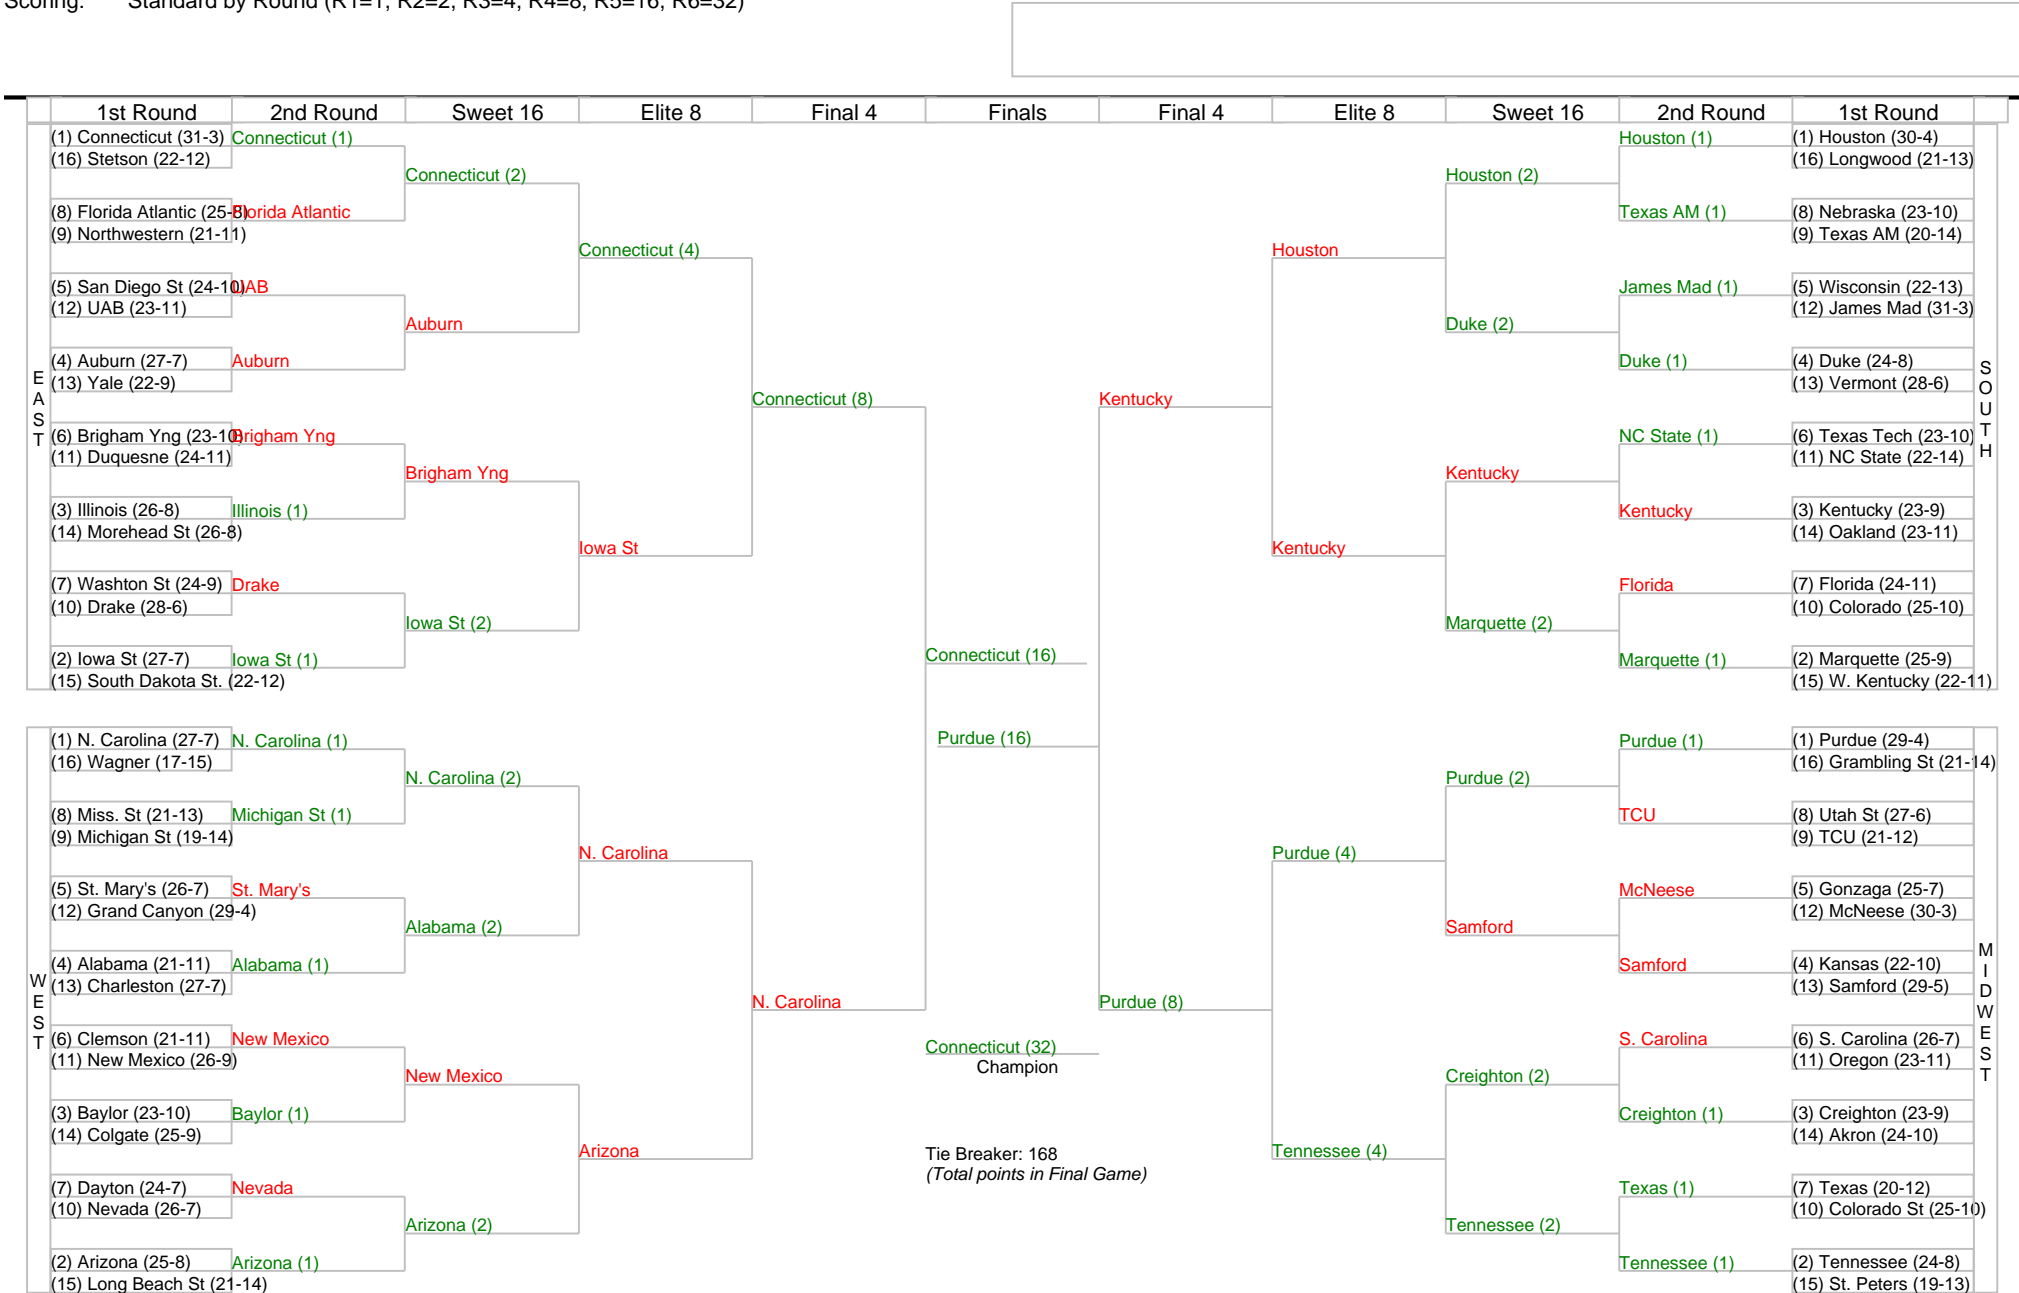 Scoring: Standard by Round (R1=1, R2=2, R3=4, R4=8, R5=16, R6=32)
1st Round 2nd Round Sweet 16 Elite 8 Final 4 Finals Final 4 Elite 8 Sweet 16 2nd Round 1st Round
EAST
(1) Connecticut (31-3)
(16) Stetson (22-12)
(8) Florida Atlantic (25-8)
(9) Northwestern (21-11)
(5) San Diego St (24-10)
(12) UAB (23-11)
(4) Auburn (27-7)
(13) Yale (22-9)
(6) Brigham Yng (23-10)
(11) Duquesne (24-11)
(3) Illinois (26-8)
(14) Morehead St (26-8)
(7) Washton St (24-9)
(10) Drake (28-6)
(2) Iowa St (27-7)
(15) South Dakota St. (22-12)
Connecticut (1)
Florida Atlantic
UAB
Auburn
Brigham Yng
Illinois (1)
Drake
Iowa St (1)
Connecticut (2)
Auburn
Brigham Yng
Iowa St (2)
Connecticut (4)
Iowa St
Connecticut (8)
WEST
(1) N. Carolina (27-7)
(16) Wagner (17-15)
(8) Miss. St (21-13)
(9) Michigan St (19-14)
(5) St. Mary's (26-7)
(12) Grand Canyon (29-4)
(4) Alabama (21-11)
(13) Charleston (27-7)
(6) Clemson (21-11)
(11) New Mexico (26-9)
(3) Baylor (23-10)
(14) Colgate (25-9)
(7) Dayton (24-7)
(10) Nevada (26-7)
(2) Arizona (25-8)
(15) Long Beach St (21-14)
N. Carolina (1)
Michigan St (1)
St. Mary's
Alabama (1)
New Mexico
Baylor (1)
Nevada
Arizona (1)
N. Carolina (2)
Alabama (2)
New Mexico
Arizona (2)
N. Carolina
Arizona
N. Carolina
Connecticut (16)
Purdue (16)
Connecticut (32)
Champion
Tie Breaker: 168
(Total points in Final Game)
Kentucky
Houston
Kentucky
Houston (2)
Duke (2)
Kentucky
Marquette (2)
Houston (1)
Texas AM (1)
James Mad (1)
Duke (1)
NC State (1)
Kentucky
Florida
Marquette (1)
(1) Houston (30-4)
(16) Longwood (21-13)
(8) Nebraska (23-10)
(9) Texas AM (20-14)
(5) Wisconsin (22-13)
(12) James Mad (31-3)
(4) Duke (24-8)
(13) Vermont (28-6)
(6) Texas Tech (23-10)
(11) NC State (22-14)
(3) Kentucky (23-9)
(14) Oakland (23-11)
(7) Florida (24-11)
(10) Colorado (25-10)
(2) Marquette (25-9)
(15) W. Kentucky (22-11)
SOUTH
Purdue (8)
Purdue (4)
Tennessee (4)
Purdue (2)
Samford
Creighton (2)
Tennessee (2)
Purdue (1)
TCU
McNeese
Samford
S. Carolina
Creighton (1)
Texas (1)
Tennessee (1)
(1) Purdue (29-4)
(16) Grambling St (21-14)
(8) Utah St (27-6)
(9) TCU (21-12)
(5) Gonzaga (25-7)
(12) McNeese (30-3)
(4) Kansas (22-10)
(13) Samford (29-5)
(6) S. Carolina (26-7)
(11) Oregon (23-11)
(3) Creighton (23-9)
(14) Akron (24-10)
(7) Texas (20-12)
(10) Colorado St (25-10)
(2) Tennessee (24-8)
(15) St. Peters (19-13)
MIDWEST